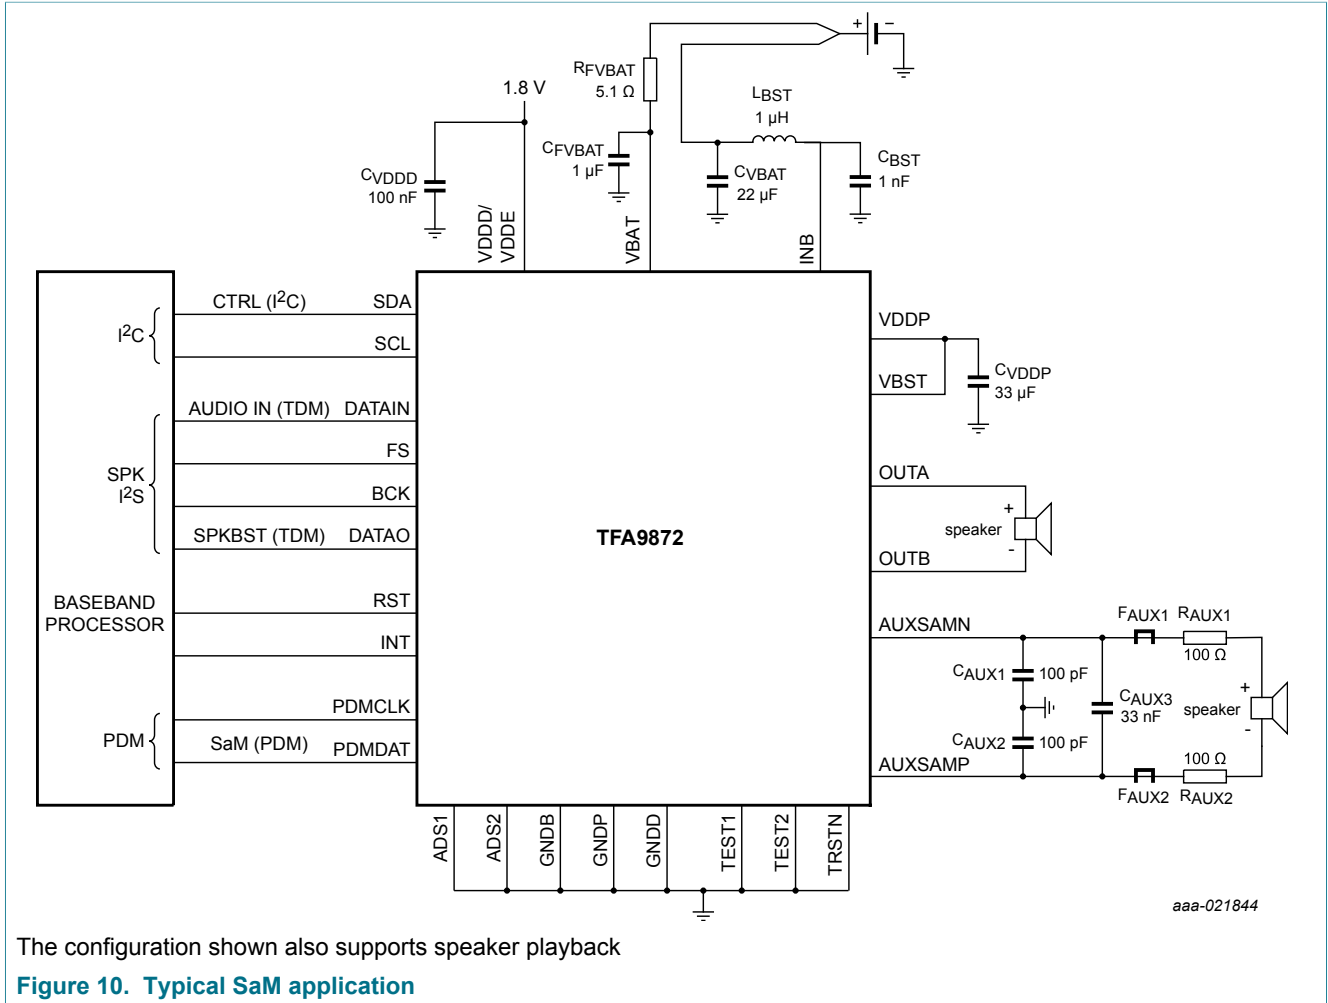 + −
RFVBAT
5.1 Ω
1.8 V
LBST
1 µH
CFVBAT
1 µF
CBST
1 nF
CVBAT
22 µF
CVDDD
100 nF
VDDD/
VDDE
VBAT
INB
CTRL (I2C) SDA
I2C
SCL
VDDP
VBST
CVDDP
33 µF
AUDIO IN (TDM) DATAIN
FS
SPK
I2S
BCK
SPKBST (TDM) DATAO
OUTA
+
speaker
-
OUTB
TFA9872
BASEBAND
PROCESSOR
RST
INT
AUXSAMN
FAUX1 RAUX1
100 Ω
CAUX1 100 pF
CAUX3
33 nF
+
speaker
-
CAUX2 100 pF
AUXSAMP
100 Ω
FAUX2 RAUX2
PDMCLK
PDM
SaM (PDM) PDMDAT
ADS1
ADS2
GNDB
GNDP
GNDD
TEST1
TEST2
TRSTN
aaa-021844
The configuration shown also supports speaker playback
Figure 10. Typical SaM application